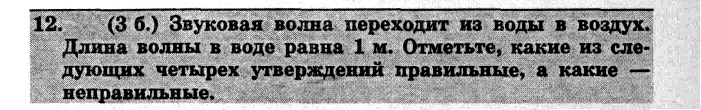 12. (3 б.) Звуковая волна переходит из воды в воздух.
Длина волны в воде равна 1 м. Отметьте, какие из сле-
дующих четырех утверждений правильные, а какие —
неправильные.